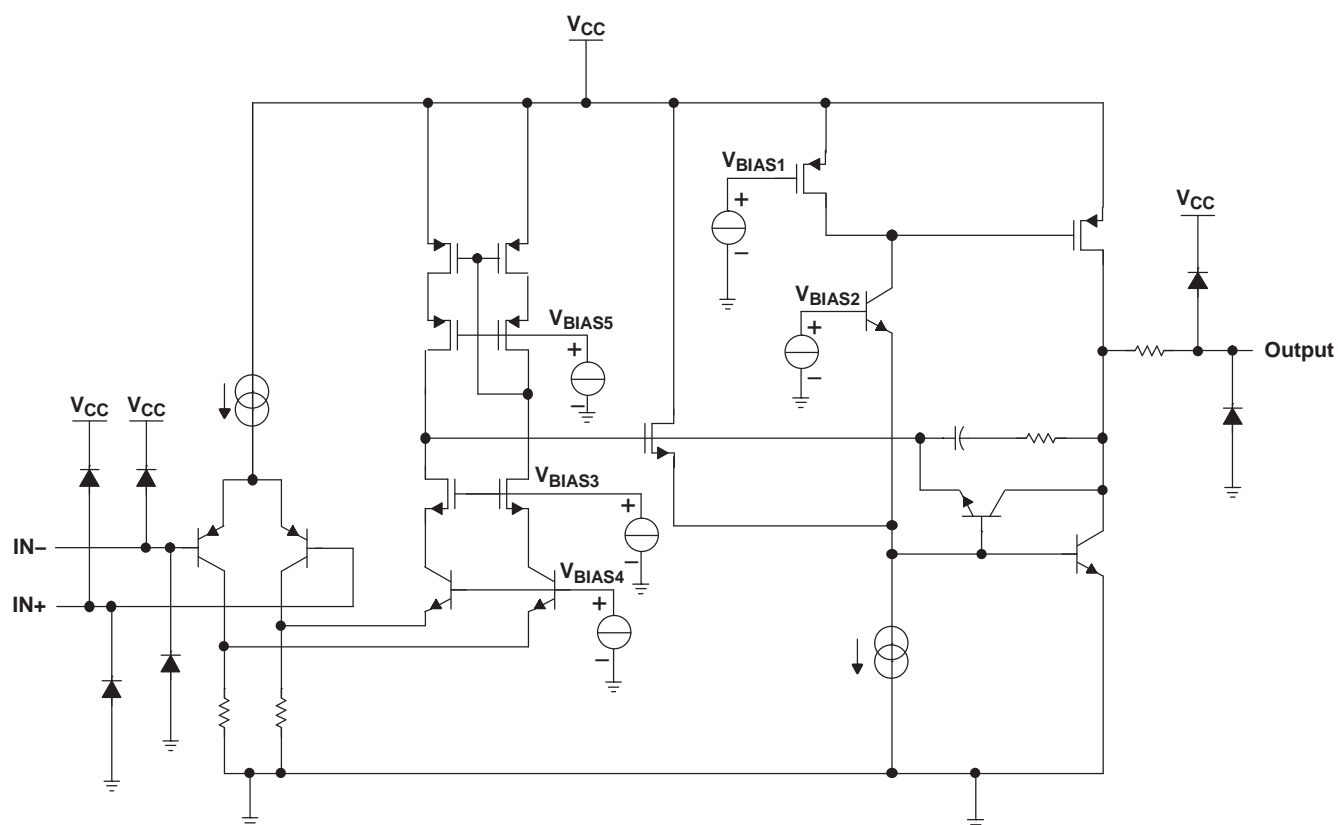 VCC
VBIAS1
VCC
VBIAS2
VBIAS5
Output
VCC
VCC
VBIAS3
IN–
VBIAS4
IN+
+
–
+
–
+
–
+
–
+
–